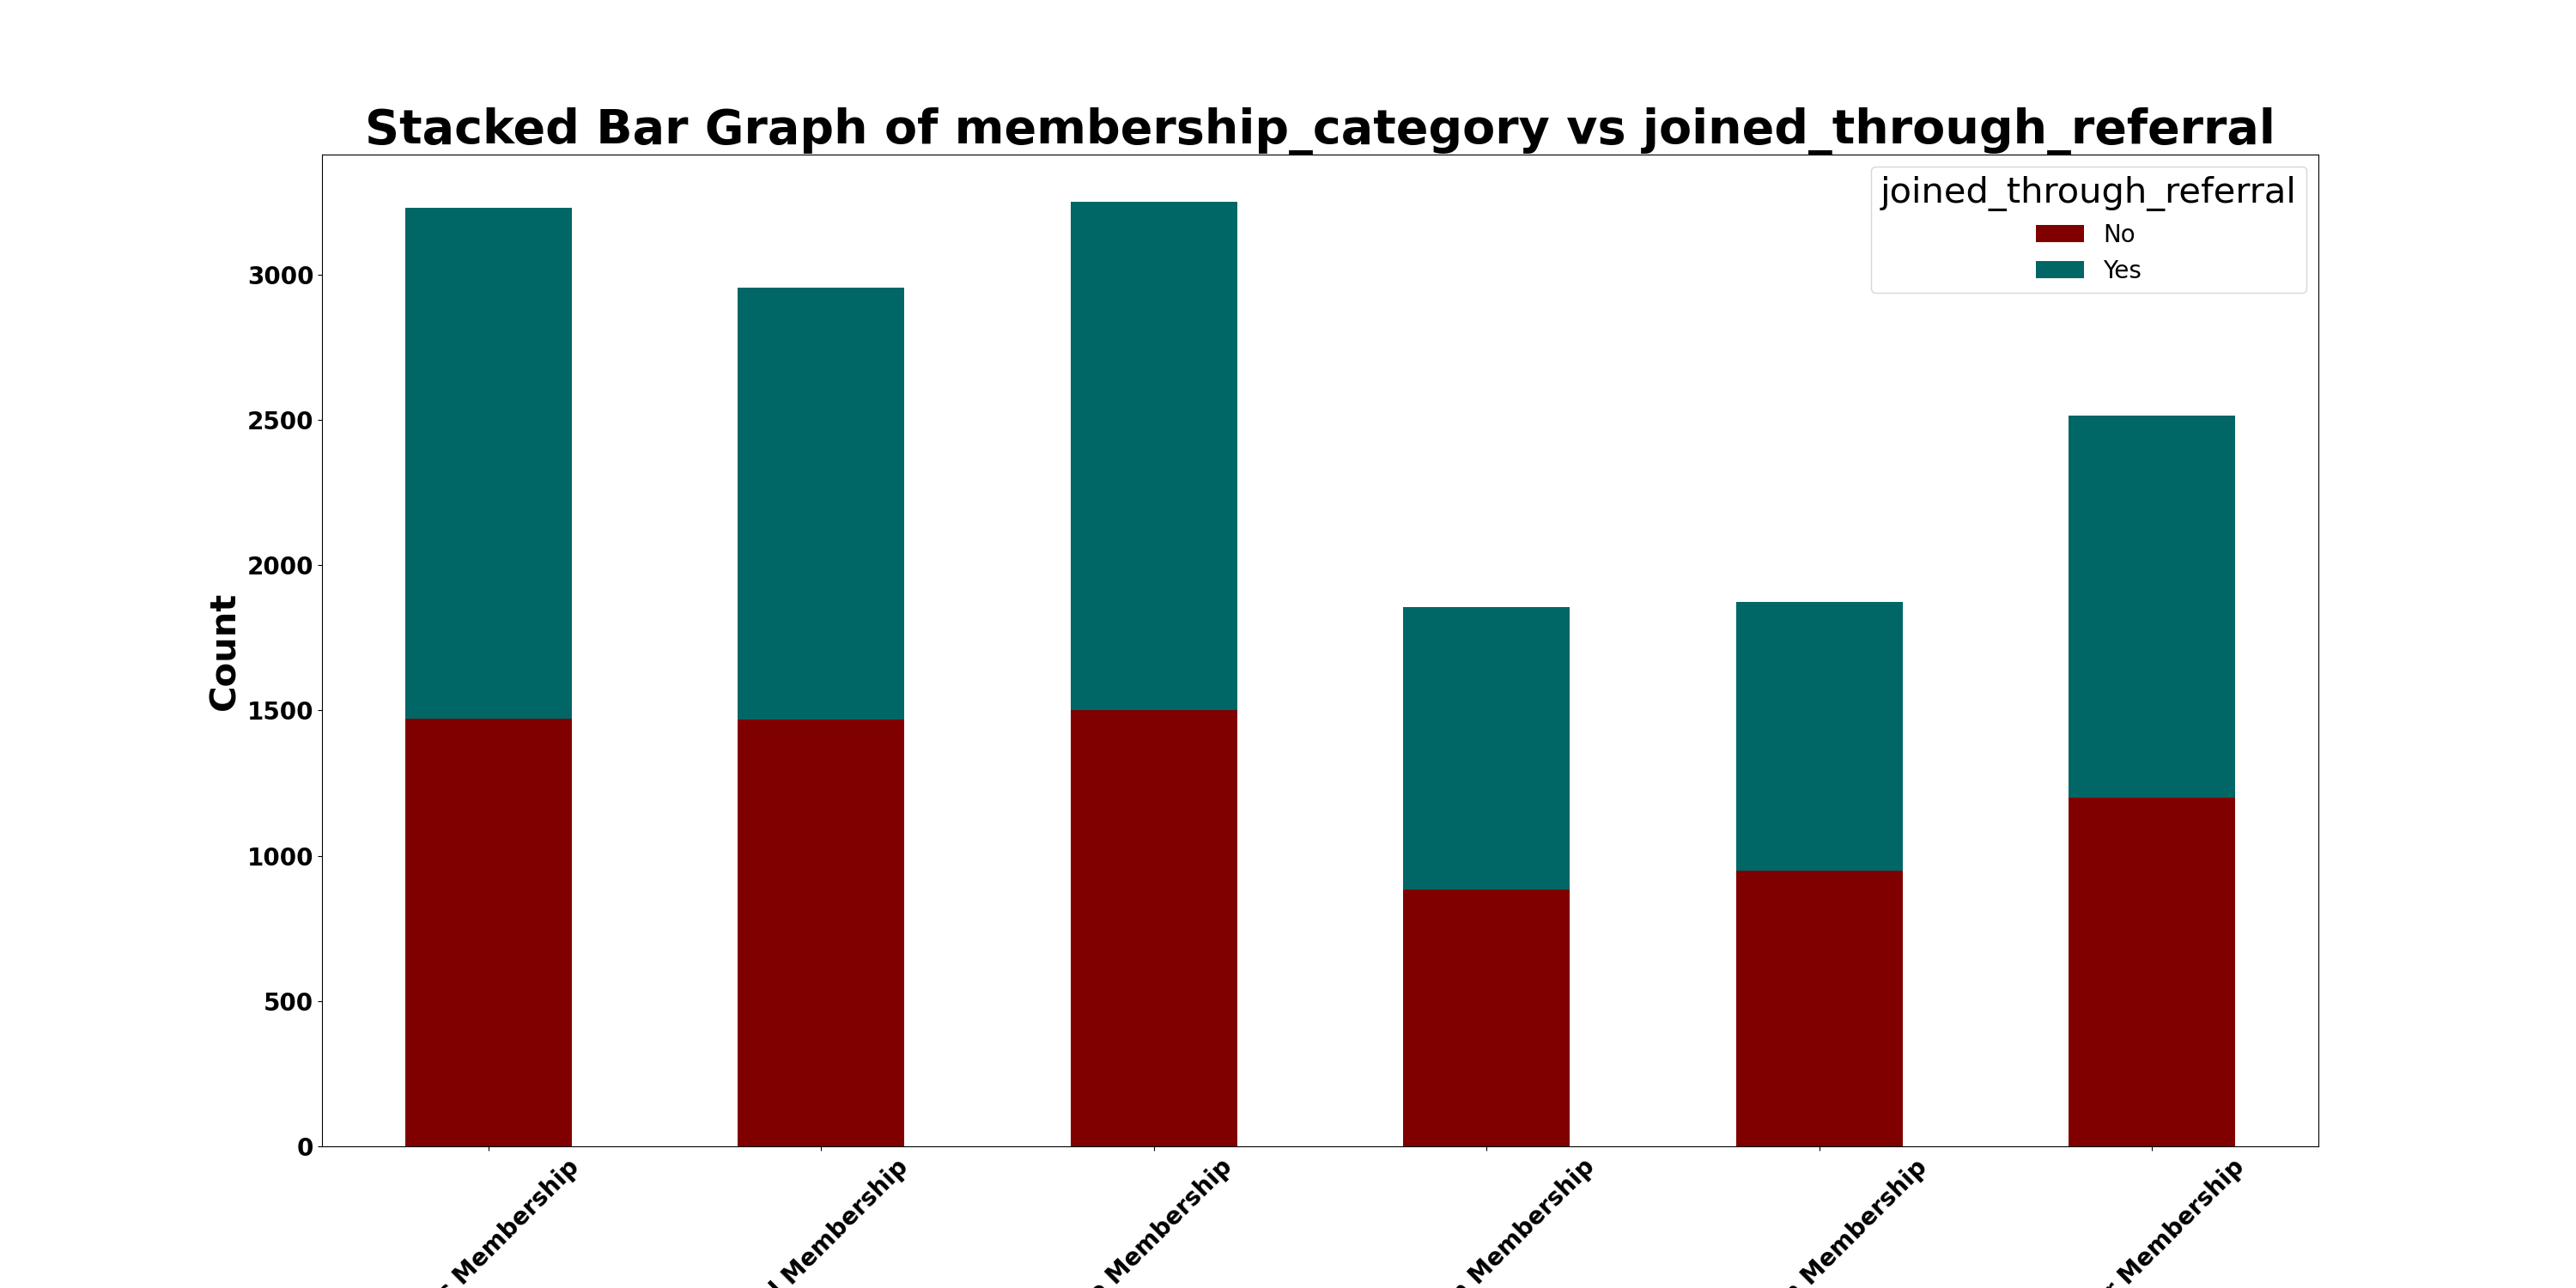 Stacked Bar Graph of membership_category vs joined_through_referral
joined_through_referral
No
Yes
3000
2500
2000
1500
1000
500
0
Count
Membership
Membership
Membership
Membership
Membership
Membership